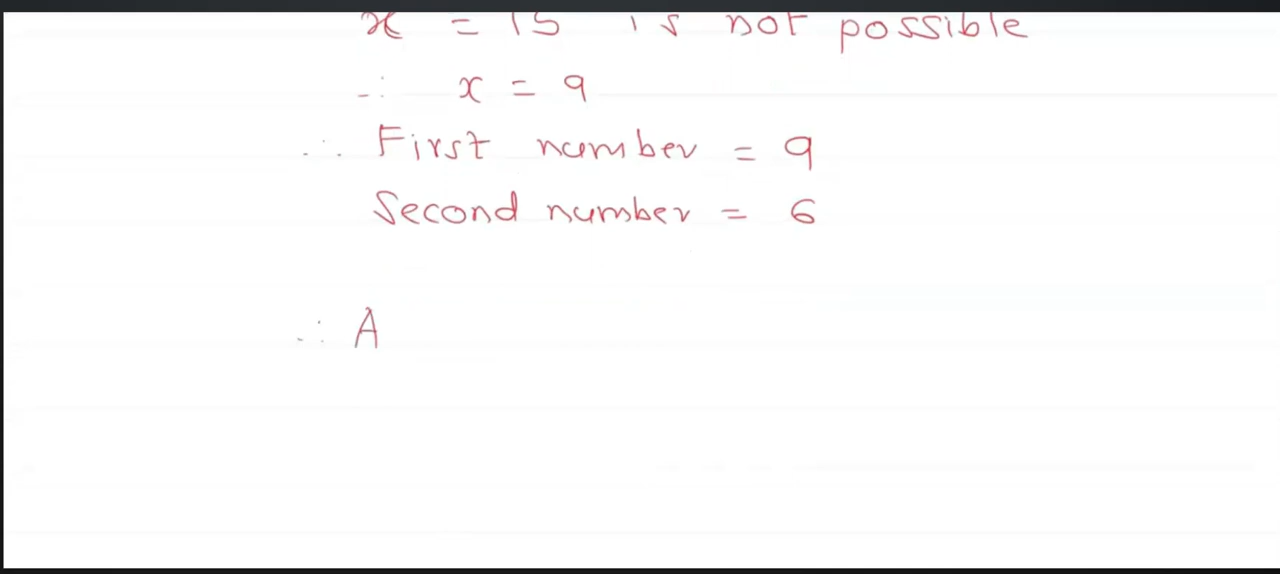 x = 15 is not possible
∴ x = 9
∴ First number = 9
Second number = 6
∴ A